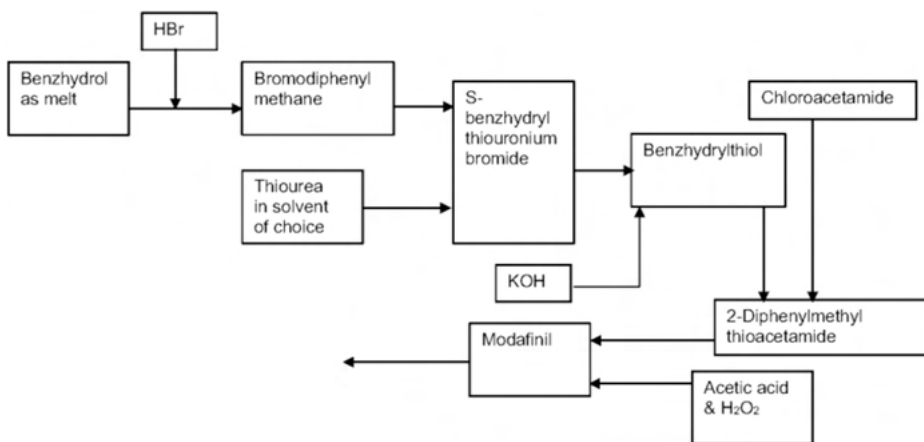 HBr
Benzhydrol
as melt
Bromodiphenyl
methane
S-
benzhydryl
thiouronium
bromide
Chloroacetamide
Benzhydrylthiol
Thiourea
in solvent
of choice
KOH
2-Diphenylmethyl
thioacetamide
Modafinil
Acetic acid
& H₂O₂